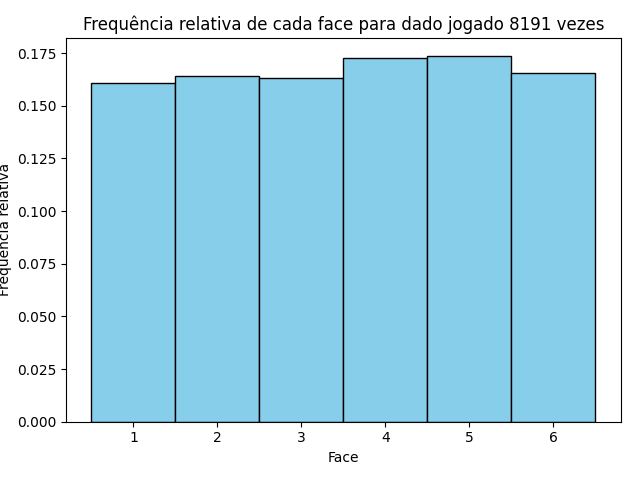 Frequência relativa de cada face para dado jogado 8191 vezes
0.175
0.150
0.125
0.100
0.075
0.050
0.025
0.000
Frequência relativa
1 2 3 4 5 6
Face